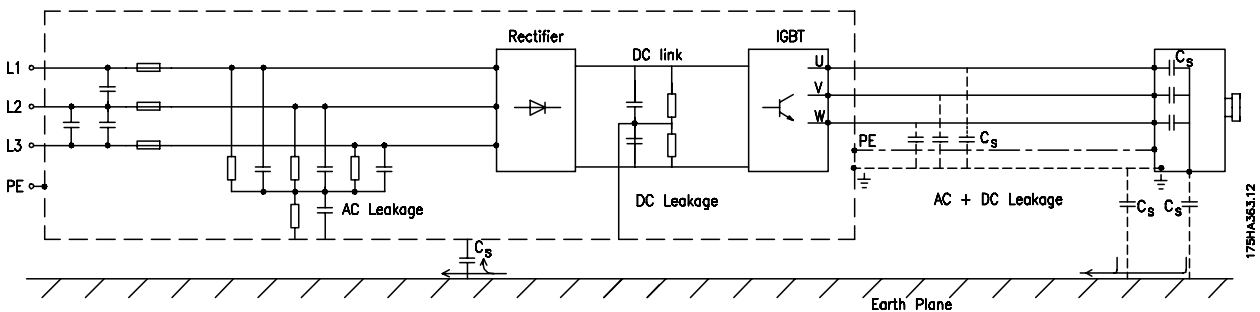 Rectifier
IGBT
L1
DC link
U
Cs
L2
V
W
L3
PE
Cs
PE
AC Leakage
DC Leakage
AC + DC Leakage
Cs
Cs
Cs
Earth Plane
175HA363.12